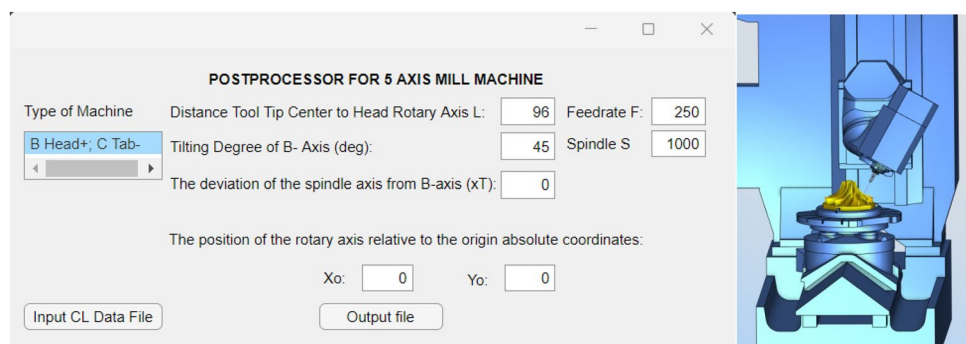 POSTPROCESSOR FOR 5 AXIS MILL MACHINE
Type of Machine
Distance Tool Tip Center to Head Rotary Axis L: 96 Feedrate F: 250
B Head+; C Tab-
Tilting Degree of B- Axis (deg): 45 Spindle S 1000
The deviation of the spindle axis from B-axis (xT): 0
The position of the rotary axis relative to the origin absolute coordinates:
Xo: 0 Yo: 0
Input CL Data File
Output file